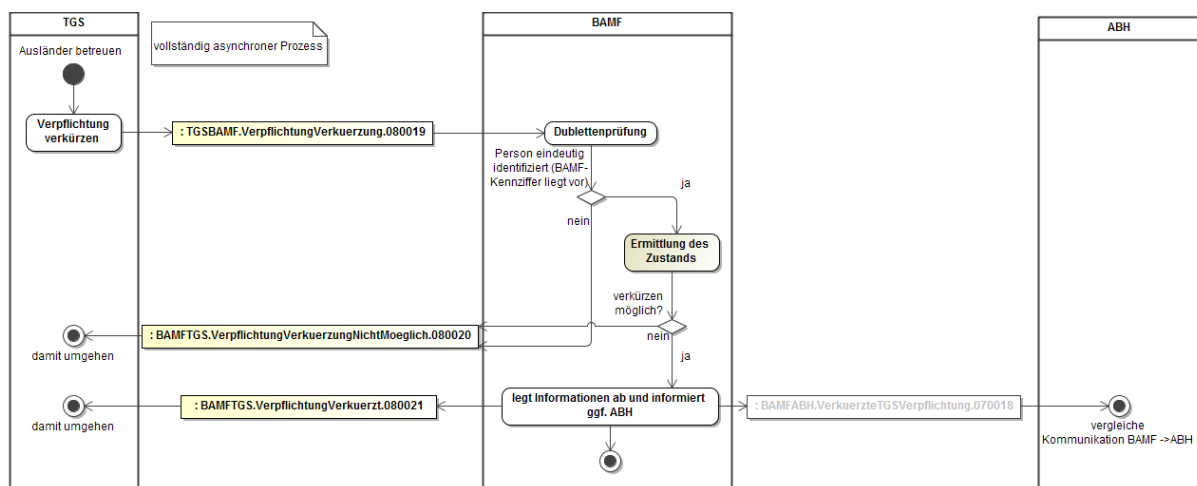 TGS
BAMF
ABH
vollständig asynchroner Prozess
Ausländer betreuen
Verpflichtung
verkürzen
: TGSBAMF.VerpflichtungVerkuerzung.080019
Dublettenprüfung
Person eindeutig
identifiziert (BAMF-
Kennziffer liegt vor)
ja
nein
Ermittlung des
Zustands
verkürzen
möglich?
: BAMFTGS.VerpflichtungVerkuerzungNichtMoeglich.080020
nein
damit umgehen
ja
: BAMFTGS.VerpflichtungVerkuerzt.080021
legt Informationen ab und informiert
ggf. ABH
: BAMFABH.VerkuerzteTGSVerpflichtung.070018
damit umgehen
vergleiche
Kommunikation BAMF ->ABH